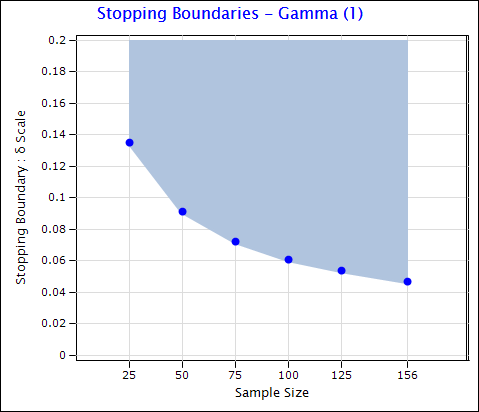 Stopping Boundaries - Gamma (1)
Stopping Boundary : δ Scale
0.2
0.18
0.16
0.14
0.12
0.1
0.08
0.06
0.04
0.02
0
25 50 75 100 125 156
Sample Size